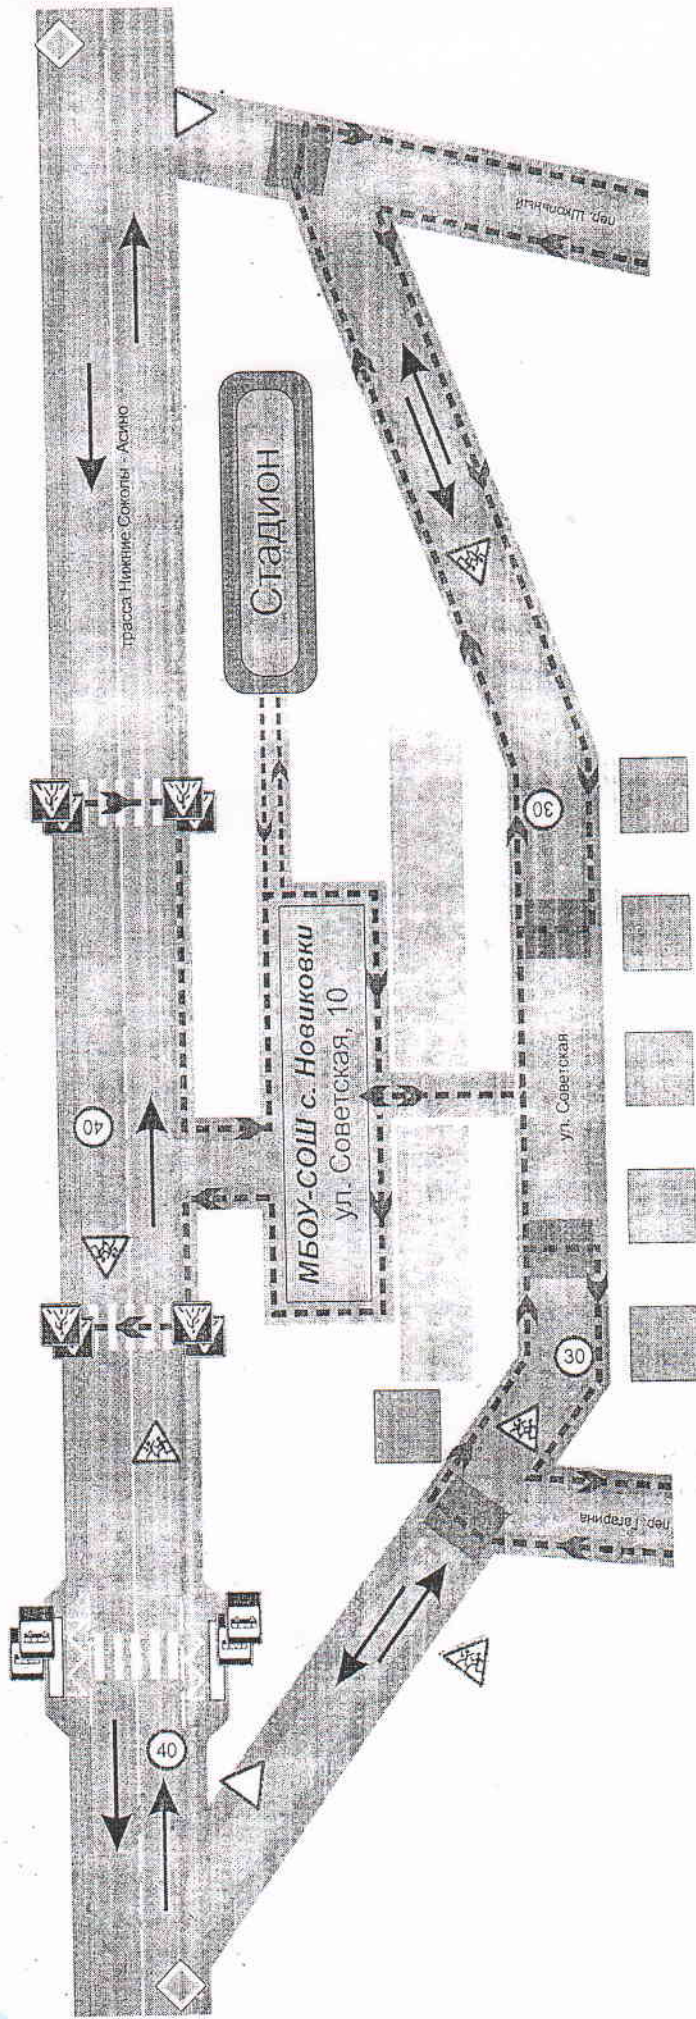 трасса Нижние Соколы - Асино
пер. Школьный
Стадион
40
МБОУ-СОШ с. Новиковки
ул. Советская, 10
30
ул. Советская
30
40
пер. Гагарина